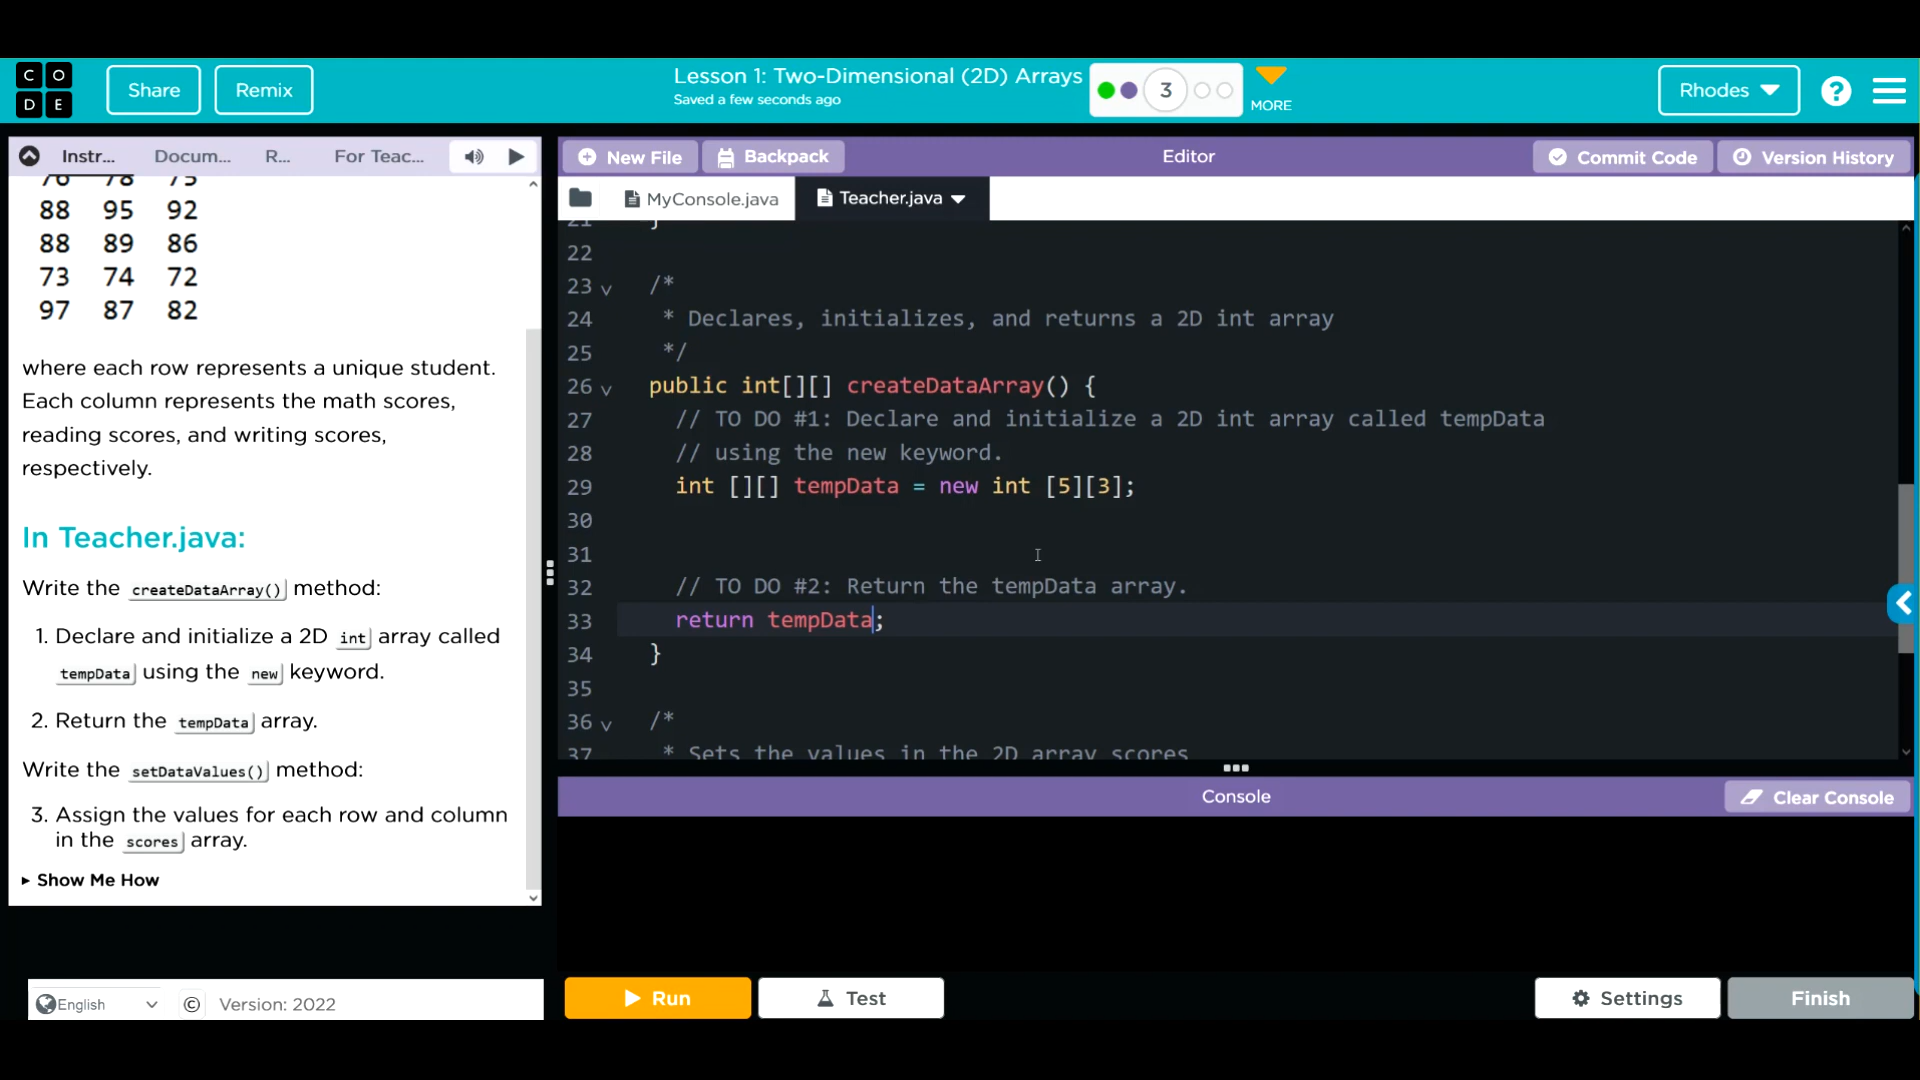 C O
D E
Share
Remix
Lesson 1: Two-Dimensional (2D) Arrays
Saved a few seconds ago
3
MORE
Rhodes
?
Instr...
Docum...
R...
For Teac...
New File
Backpack
Editor
Commit Code
Version History
MyConsole.java
Teacher.java
76 78 75
88 95 92
88 89 86
73 74 72
97 87 82
where each row represents a unique student.
Each column represents the math scores,
reading scores, and writing scores,
respectively.
In Teacher.java:
Write the createDataArray() method:
1. Declare and initialize a 2D int array called
tempData using the new keyword.
2. Return the tempData array.
Write the setDataValues() method:
3. Assign the values for each row and column
in the scores array.
Show Me How
21 }
22
23 /*
24 * Declares, initializes, and returns a 2D int array
25 */
26 public int[][] createDataArray() {
27 // TO DO #1: Declare and initialize a 2D int array called tempData
28 // using the new keyword.
29 int [][] tempData = new int [5][3];
30
31
32 // TO DO #2: Return the tempData array.
33 return tempData;
34 }
35
36 /*
37 * Sets the values in the 2D array scores
Console
Clear Console
English
© Version: 2022
Run
Test
Settings
Finish